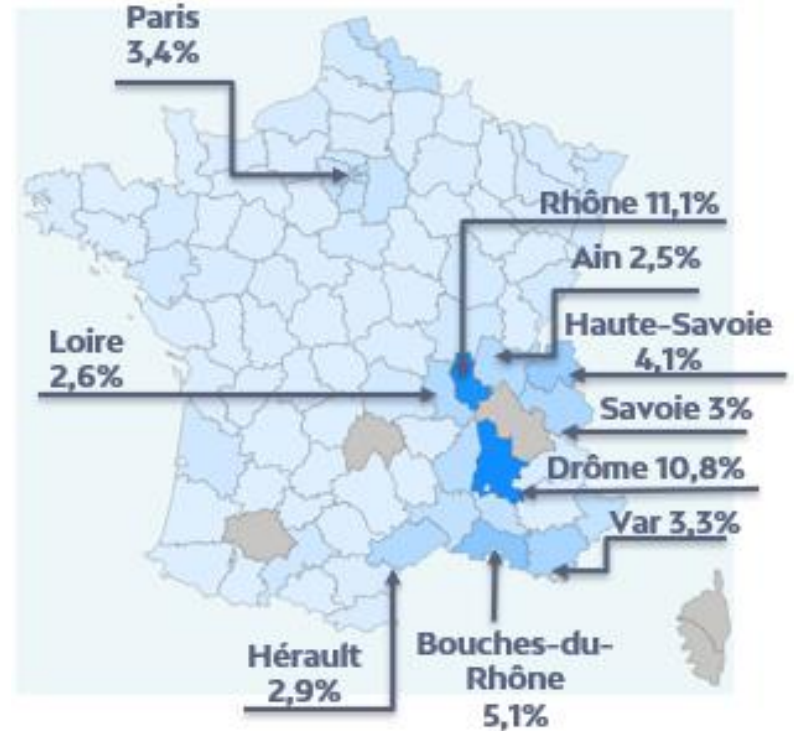 Paris
3,4%
Rhône 11,1%
Ain 2,5%
Haute-Savoie
4,1%
Loire
2,6%
Savoie 3%
Drôme 10,8%
Var 3,3%
Hérault
2,9%
Bouches-du-
Rhône
5,1%